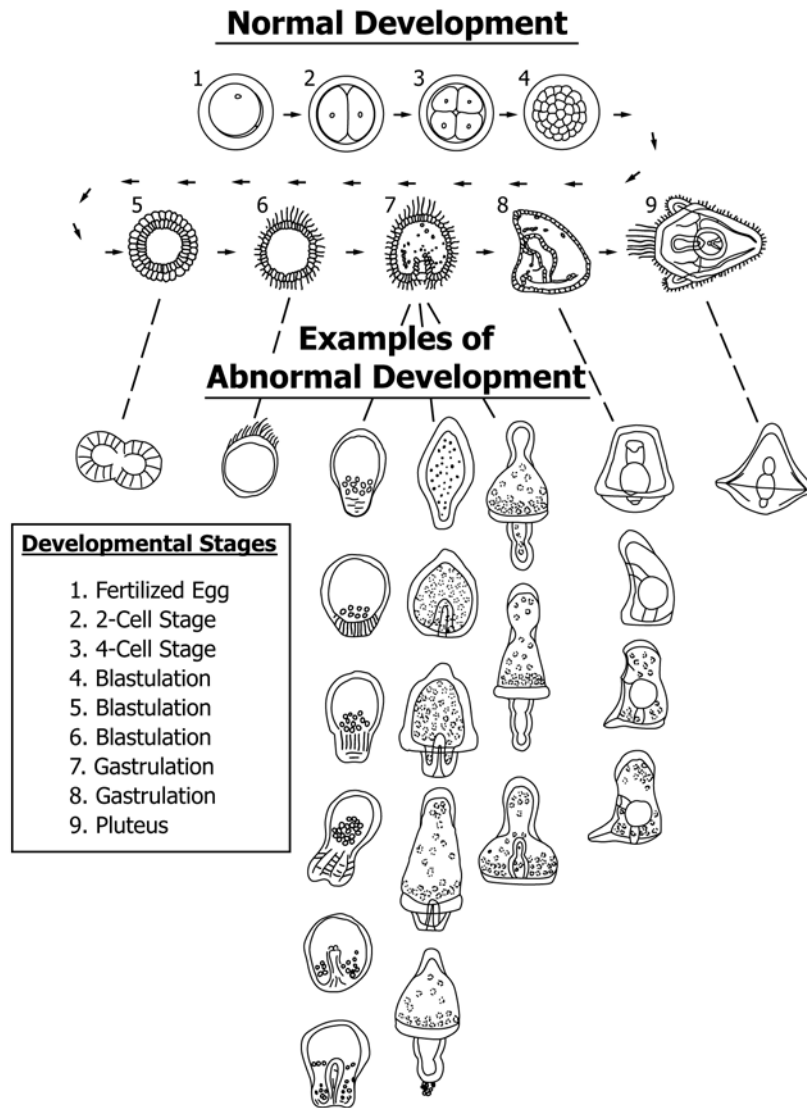 Normal Development
1
2
3
4
5
6
7
8
9
Examples of
Abnormal Development
Developmental Stages
1. Fertilized Egg
2. 2-Cell Stage
3. 4-Cell Stage
4. Blastulation
5. Blastulation
6. Blastulation
7. Gastrulation
8. Gastrulation
9. Pluteus